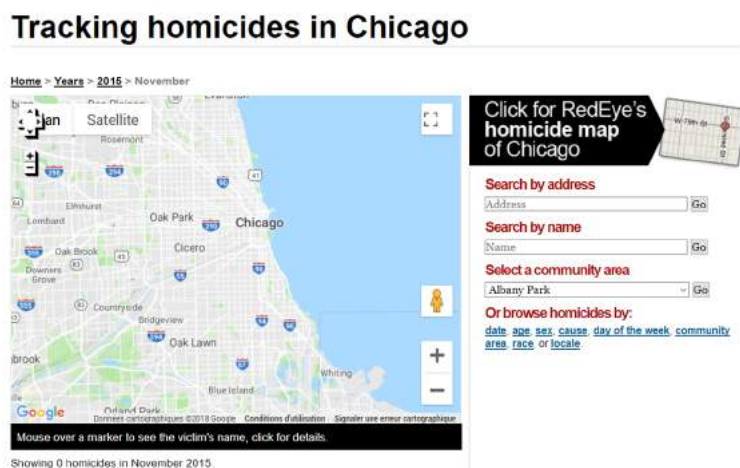 Tracking homicides in Chicago
Home > Years > 2015 > November
Satellite
Rosemont
Elmhurst
Lombard
Oak Park
Chicago
Cicero
Oak Brook
Downers
Grove
Countryside
Bridgeview
Oak Lawn
Whiting
Blue Island
Orland Park
Google
Données cartographiques ©2018 Google Conditions d'utilisation Signaler une erreur cartographique
Mouse over a marker to see the victim's name, click for details.
Showing 0 homicides in November 2015
Click for RedEye's
homicide map
of Chicago
W 79th St
Search by address
Address Go
Search by name
Name Go
Select a community area
Albany Park Go
Or browse homicides by:
date, age, sex, cause, day of the week, community
area, race, or locale